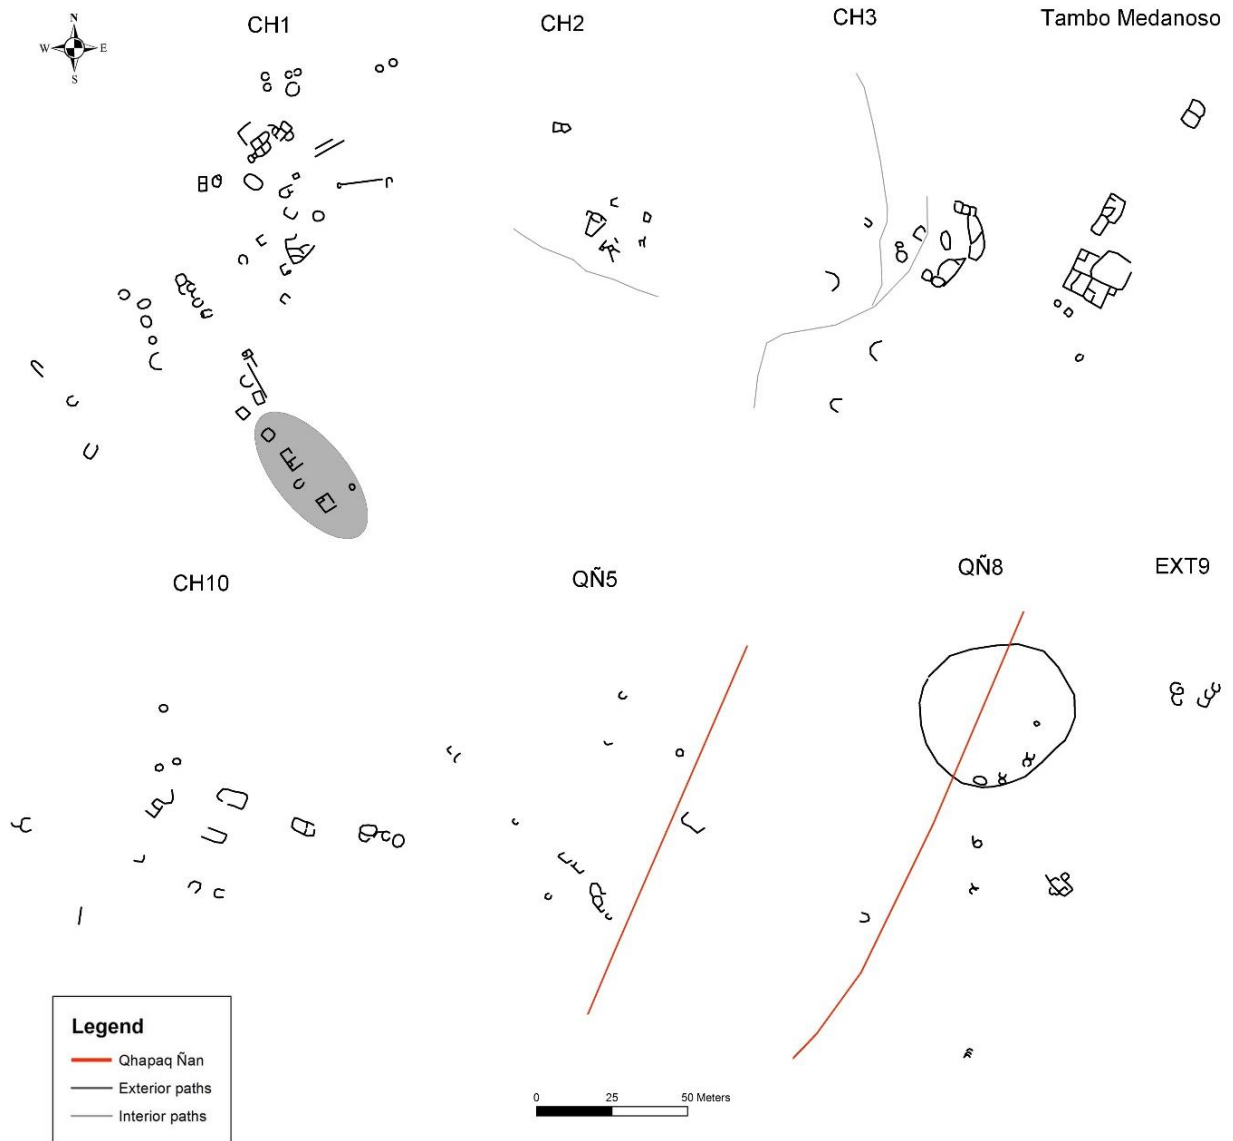 CH1
CH2
CH3
Tambo Medanoso
N
W E
S
CH10
QÑ5
QÑ8
EXT9
Legend
Qhapaq Ñan
Exterior paths
Interior paths
0 25 50 Meters